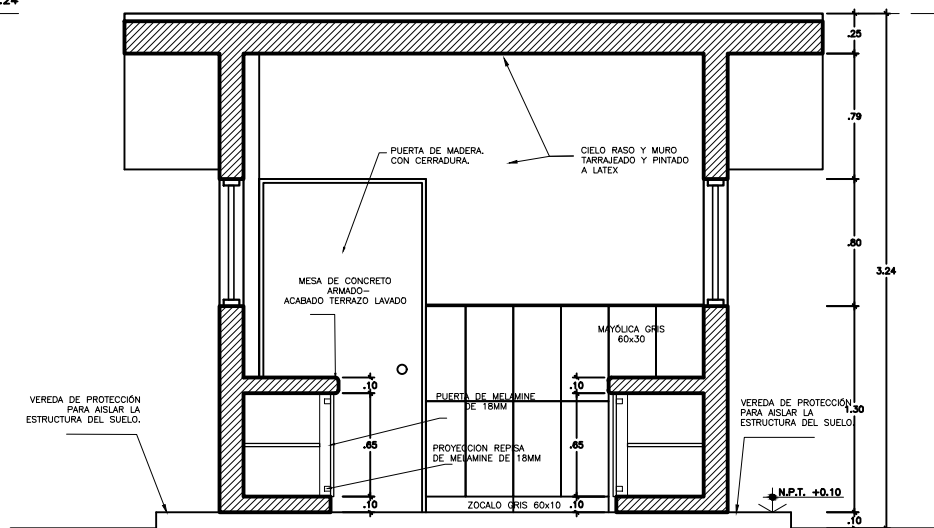 .24
.25
.79
PUERTA DE MADERA.
CON CERRADURA.
CIELO RASO Y MURO
TARRAJEADO Y PINTADO
A LATEX
.80
3.24
MESA DE CONCRETO
ARMADO-
ACABADO TERRAZO LAVADO
MAYÓLICA GRIS
60x30
.10
.10
VEREDA DE PROTECCIÓN
PARA AISLAR LA
ESTRUCTURA DEL SUELO.
PUERTA DE MELAMINE
DE 18MM
VEREDA DE PROTECCIÓN
PARA AISLAR LA
ESTRUCTURA DEL SUELO.
1.30
.65
.65
PROYECCION REPISA
DE MELAMINE DE 18MM
N.P.T. +0.10
.10
ZOCALO GRIS 60x10
.10
.10